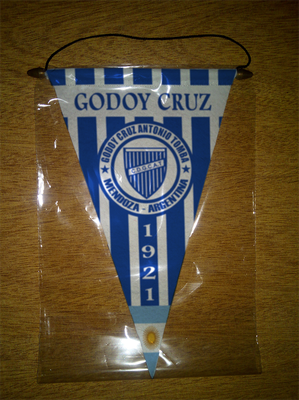 GODOY CRUZ
GODOY CRUZ ANTONIO TOMBA
MENDOZA - ARGENTINA
1921